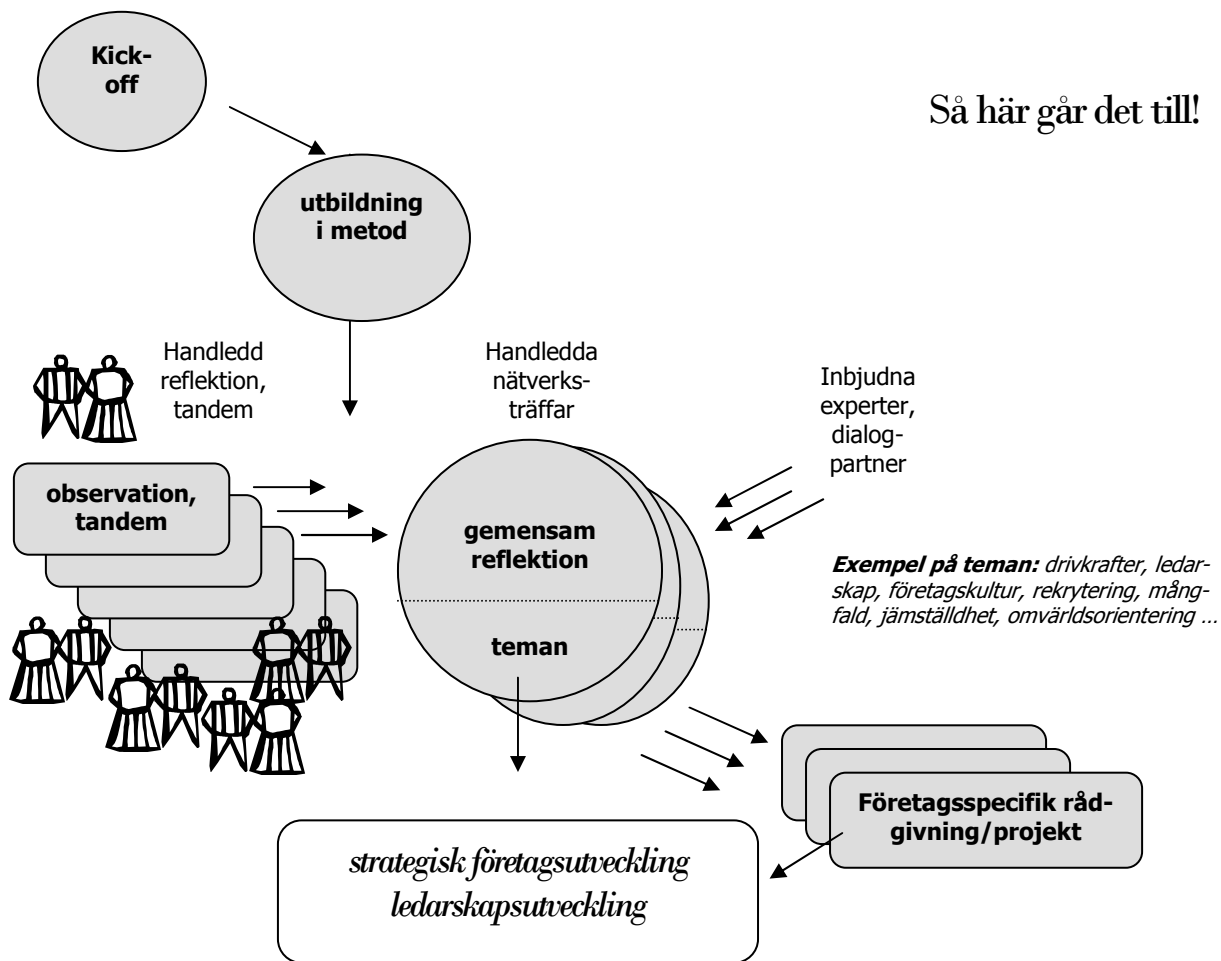 Kick-
off
Så här går det till!
utbildning
i metod
Handledd
reflektion,
tandem
Handledda
nätverks-
träffar
Inbjudna
experter,
dialog-
partner
observation,
tandem
gemensam
reflektion
teman
Exempel på teman: drivkrafter, ledar-
skap, företagskultur, rekrytering, mång-
fald, jämställdhet, omvärldsorientering ...
Företagsspecifik råd-
givning/projekt
strategisk företagsutveckling
ledarskapsutveckling